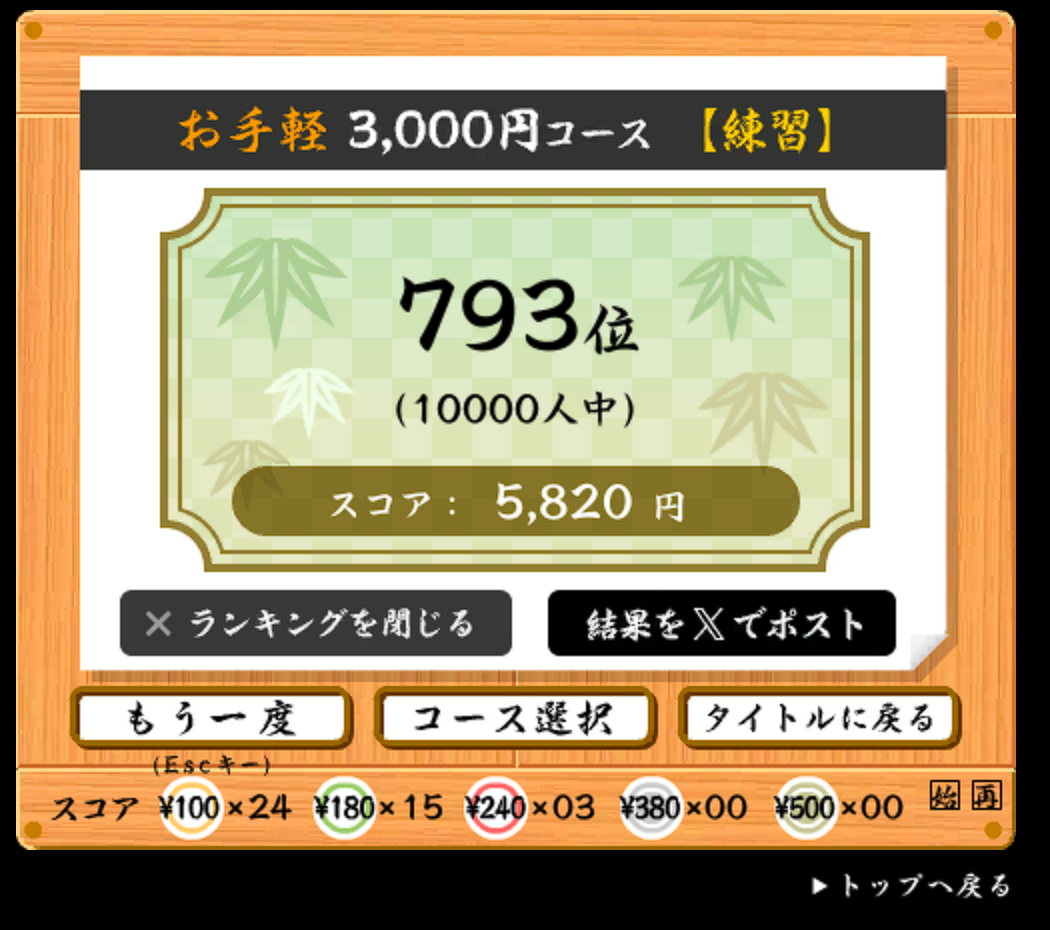 お手軽 3,000円コース 【練習】
793位
(10000人中)
スコア： 5,820 円
× ランキングを閉じる
結果を𝕏でポスト
もう一度
コース選択
タイトルに戻る
(Escキー)
スコア ¥100×24 ¥180×15 ¥240×03 ¥380×00 ¥500×00 始 再
▶トップへ戻る